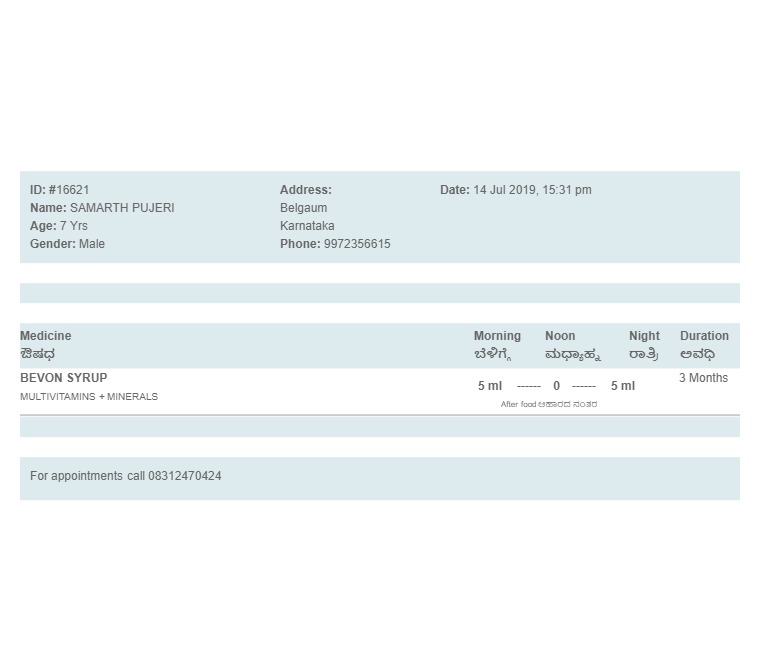 ID: #16621
Name: SAMARTH PUJERI
Age: 7 Yrs
Gender: Male
Address:
Belgaum
Karnataka
Phone: 9972356615
Date: 14 Jul 2019, 15:31 pm
Medicine Morning Noon Night Duration
ಔಷಧ ಬೆಳಿಗ್ಗೆ ಮಧ್ಯಾಹ್ನ ರಾತ್ರಿ ಅವಧಿ
BEVON SYRUP 5 ml ------ 0 ------ 5 ml 3 Months
MULTIVITAMINS + MINERALS
After food ಆಹಾರದ ನಂತರ
For appointments call 08312470424